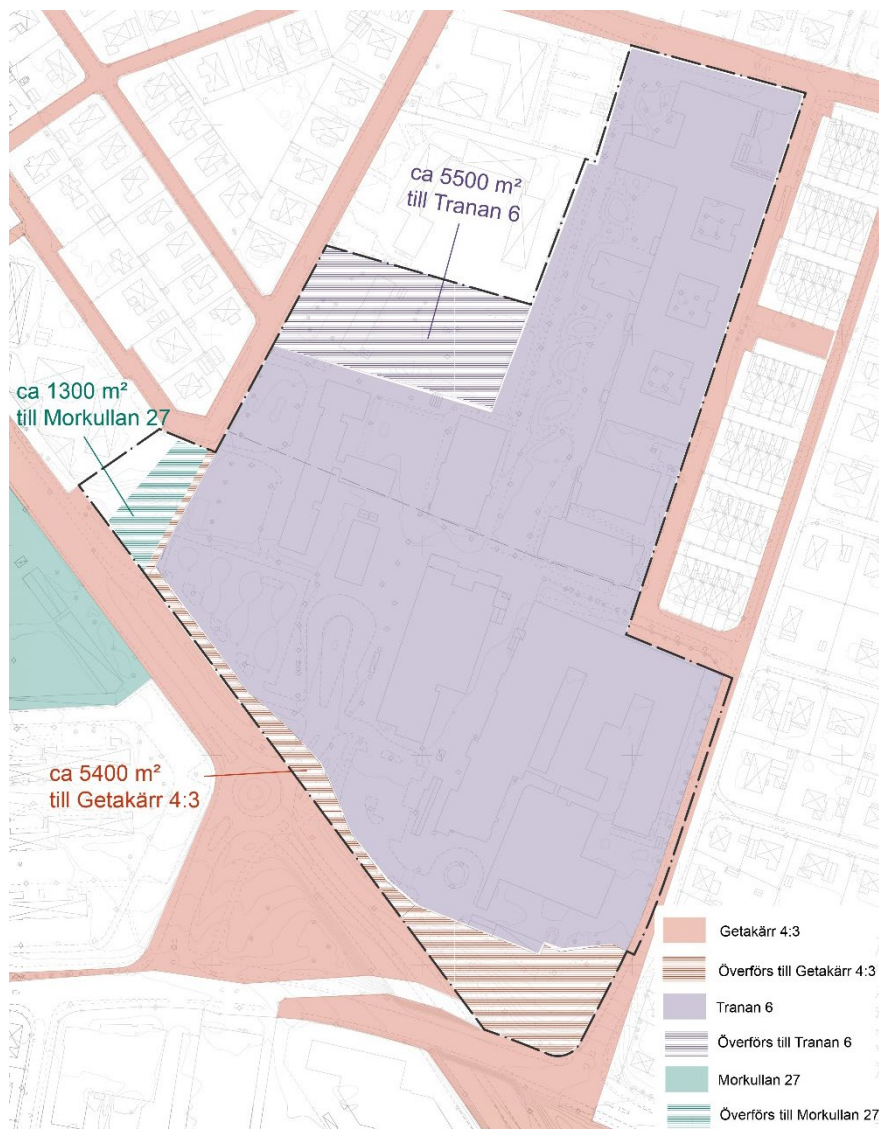 ca 5500 m²
till Tranan 6
ca 1300 m²
till Morkullan 27
ca 5400 m²
till Getakärr 4:3
Getakärr 4:3
Överförs till Getakärr 4:3
Tranan 6
Överförs till Tranan 6
Morkullan 27
Överförs till Morkullan 27